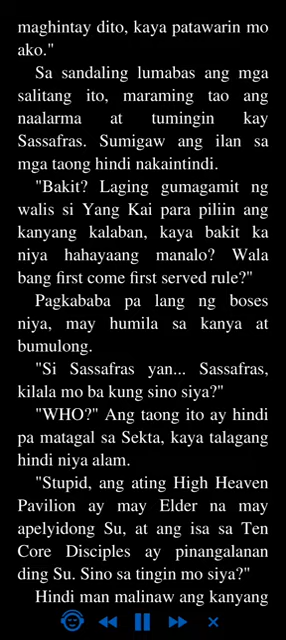 maghintay dito, kaya patawarin mo
ako."
Sa sandaling lumabas ang mga
salitang ito, maraming tao ang
naalarma at tumingin kay
Sassafras. Sumigaw ang ilan sa
mga taong hindi nakaintindi.
"Bakit? Laging gumagamit ng
walis si Yang Kai para piliin ang
kanyang kalaban, kaya bakit ka
niya hahayaang manalo? Wala
bang first come first served rule?"
Pagkababa pa lang ng boses
niya, may humila sa kanya at
bumulong.
"Si Sassafras yan... Sassafras,
kilala mo ba kung sino siya?"
"WHO?" Ang taong ito ay hindi
pa matagal sa Sekta, kaya talagang
hindi niya alam.
"Stupid, ang ating High Heaven
Pavilion ay may Elder na may
apelyidong Su, at ang isa sa Ten
Core Disciples ay pinangalanan
ding Su. Sino sa tingin mo siya?"
Hindi man malinaw ang kanyang